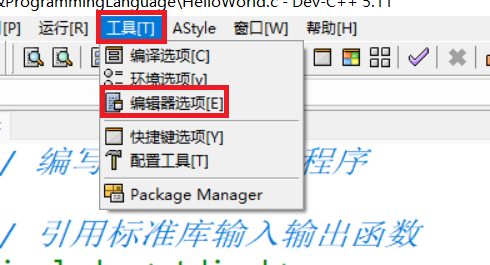 &ProgrammingLanguage\HelloWorld.c - Dev-C++ 5.11
[P] 运行[R] 工具[T] AStyle 窗口[W] 帮助[H]
编译选项[C]
环境选项[v]
编辑器选项[E]
快捷键选项[Y]
配置工具[T]
Package Manager
/ 编写 程序
/ 引用标准库输入输出函数